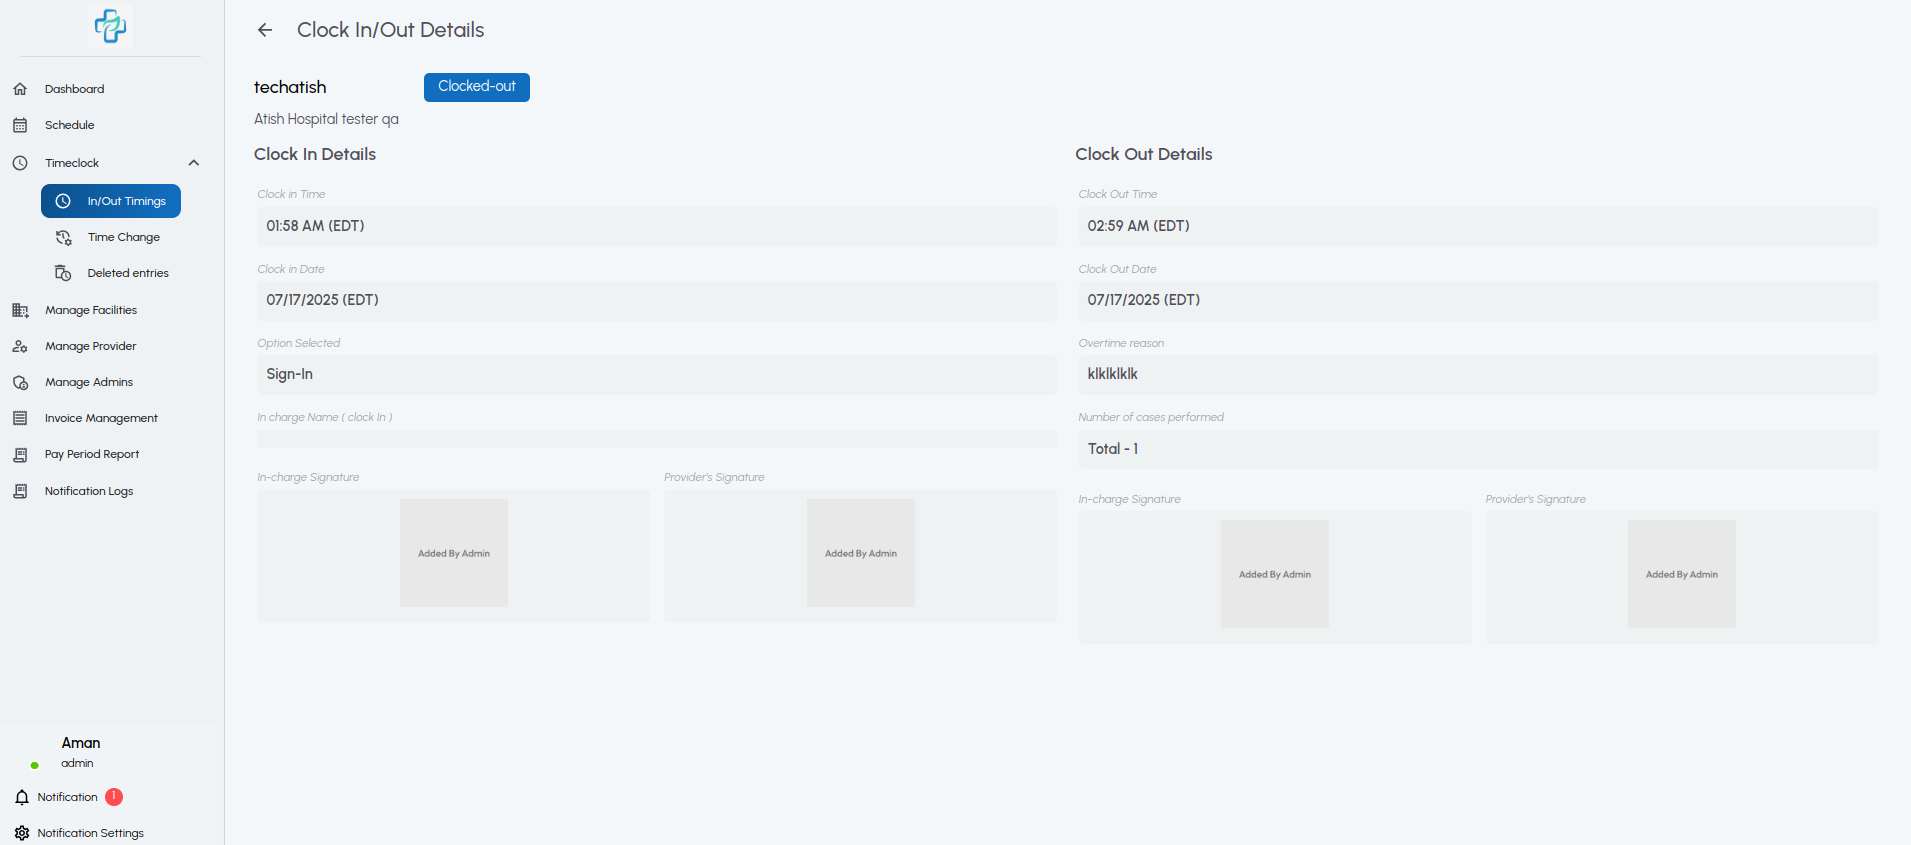 Clock In/Out Details
Dashboard
Schedule
Timeclock
In/Out Timings
Time Change
Deleted entries
Manage Facilities
Manage Provider
Manage Admins
Invoice Management
Pay Period Report
Notification Logs
Aman
admin
Notification 1
Notification Settings
techatish
Clocked-out
Atish Hospital tester qa
Clock In Details
Clock in Time
01:58 AM (EDT)
Clock in Date
07/17/2025 (EDT)
Option Selected
Sign-In
In charge Name ( clock In )
In-charge Signature
Provider's Signature
Added By Admin
Added By Admin
Clock Out Details
Clock Out Time
02:59 AM (EDT)
Clock Out Date
07/17/2025 (EDT)
Overtime reason
klklklklk
Number of cases performed
Total - 1
In-charge Signature
Provider's Signature
Added By Admin
Added By Admin